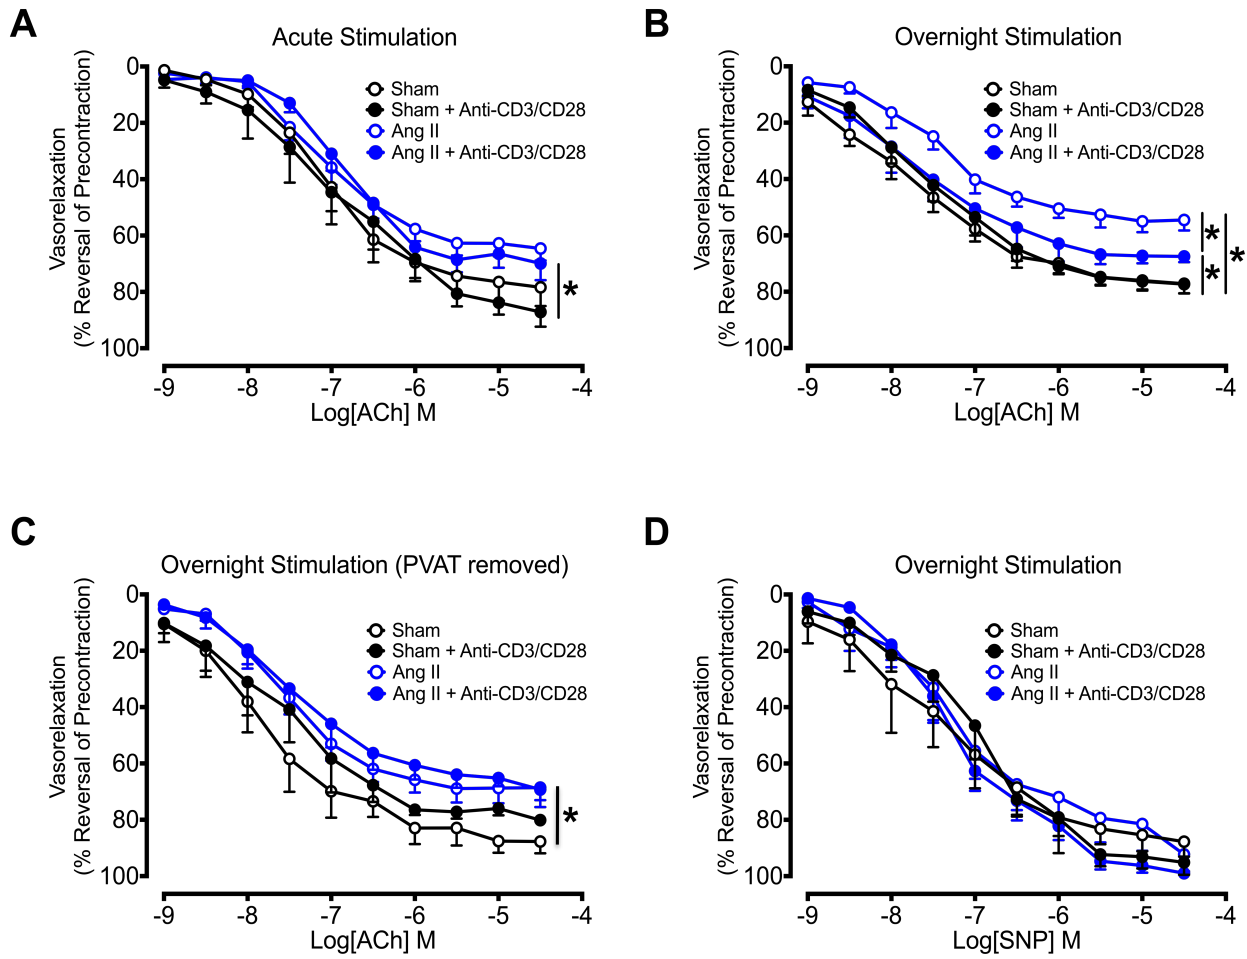 A
Acute Stimulation
Vasorelaxation
(% Reversal of Precontraction)
0
20
40
60
80
100
Sham
Sham + Anti-CD3/CD28
Ang II
Ang II + Anti-CD3/CD28
*
-9 -8 -7 -6 -5 -4
Log[ACh] M
B
Overnight Stimulation
Vasorelaxation
(% Reversal of Precontraction)
0
20
40
60
80
100
Sham
Sham + Anti-CD3/CD28
Ang II
Ang II + Anti-CD3/CD28
*
*
*
-9 -8 -7 -6 -5 -4
Log[ACh] M
C
Overnight Stimulation (PVAT removed)
Vasorelaxation
(% Reversal of Precontraction)
0
20
40
60
80
100
Sham
Sham + Anti-CD3/CD28
Ang II
Ang II + Anti-CD3/CD28
*
-9 -8 -7 -6 -5 -4
Log[ACh] M
D
Overnight Stimulation
Vasorelaxation
(% Reversal of Precontraction)
0
20
40
60
80
100
Sham
Sham + Anti-CD3/CD28
Ang II
Ang II + Anti-CD3/CD28
-9 -8 -7 -6 -5 -4
Log[SNP] M